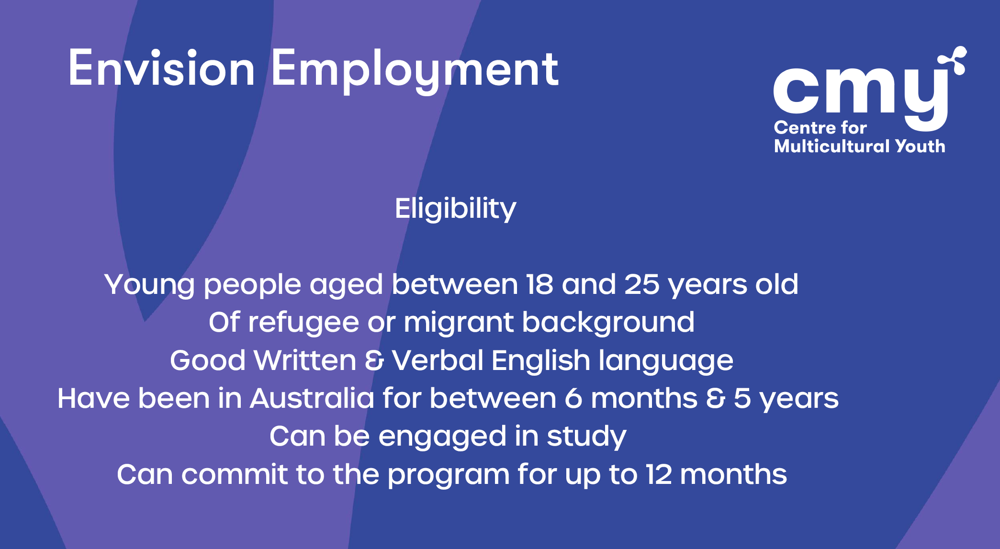 Envision Employment
cmy
Centre for
Multicultural Youth
Eligibility
Young people aged between 18 and 25 years old
Of refugee or migrant background
Good Written & Verbal English language
Have been in Australia for between 6 months & 5 years
Can be engaged in study
Can commit to the program for up to 12 months